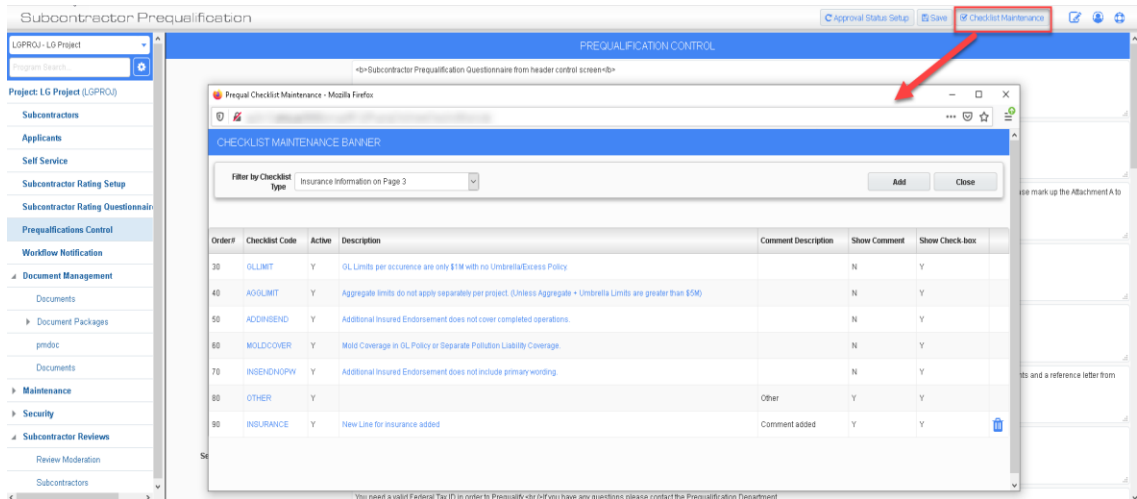 Subcontractor Prequalification
Approval Status Setup
Save
Checklist Maintenance
LGPROJ - LG Project
Program Search...
Project: LG Project (LGPROJ)
Subcontractors
Applicants
Self Service
Subcontractor Rating Setup
Subcontractor Rating Questionnair
Prequalfications Control
Workflow Notification
Document Management
Documents
Document Packages
pmdoc
Documents
Maintenance
Security
Subcontractor Reviews
Review Moderation
Subcontractors
PREQUALIFICATION CONTROL
<b>Subcontractor Prequalification Questionnaire from header control screen</b>
Prequal Checklist Maintenance - Mozilla Firefox
CHECKLIST MAINTENANCE BANNER
Filter by Checklist Type Insurance Information on Page 3 Add Close
Order# Checklist Code Active Description Comment Description Show Comment Show Check-box
30 GLLIMIT Y GL Limits per occurence are only $1M with no Umbrella/Excess Policy. N Y
40 AGGLIMIT Y Aggregate limits do not apply separately per project. (Unless Aggregate + Umbrella Limits are greater than $5M) N Y
50 ADDINSEND Y Additional Insured Endorsement does not cover completed operations. N Y
60 MOLDCOVER Y Mold Coverage in GL Policy or Separate Pollution Liability Coverage. N Y
70 INSENDNOPW Y Additional Insured Endorsement does not include primary wording. N Y
80 OTHER Y Other Y Y
90 INSURANCE Y New Line for insurance added Comment added Y Y
se mark up the Attachment A to
nts and a reference letter from
Se
You need a valid Federal Tax ID in order to Prequalify.<br/>If you have any questions please contact the Prequalification Department